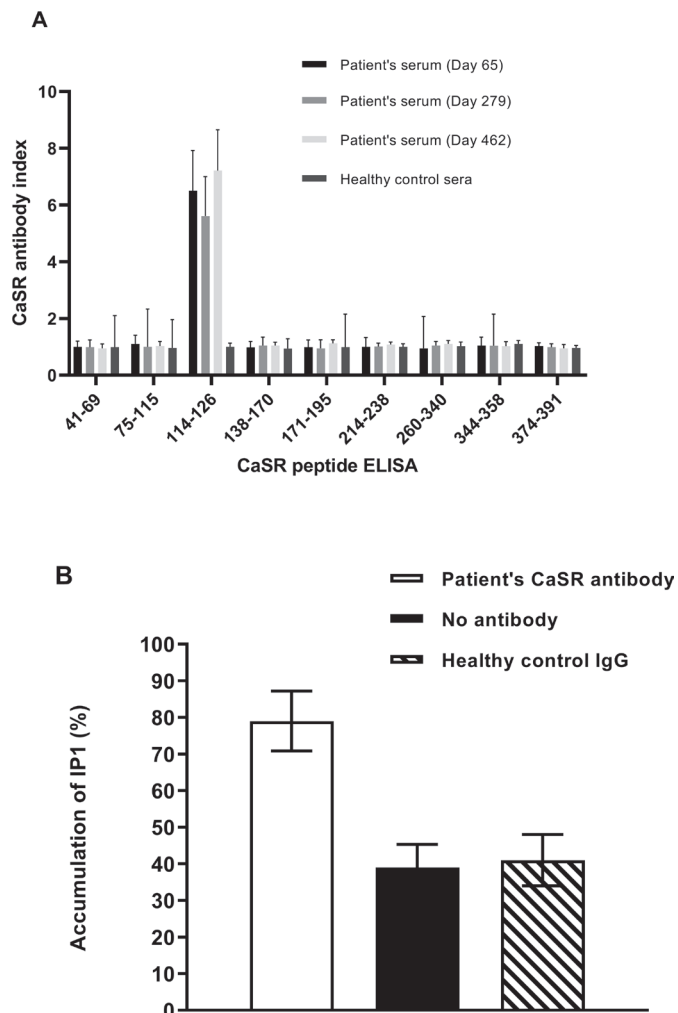 A
Patient's serum (Day 65)
Patient's serum (Day 279)
Patient's serum (Day 462)
Healthy control sera
CaSR antibody index
10
8
6
4
2
0
41-69
75-115
114-126
138-170
171-195
214-238
260-340
344-358
374-391
CaSR peptide ELISA
B
Patient's CaSR antibody
No antibody
Healthy control IgG
Accumulation of IP1 (%)
100
90
80
70
60
50
40
30
20
10
0